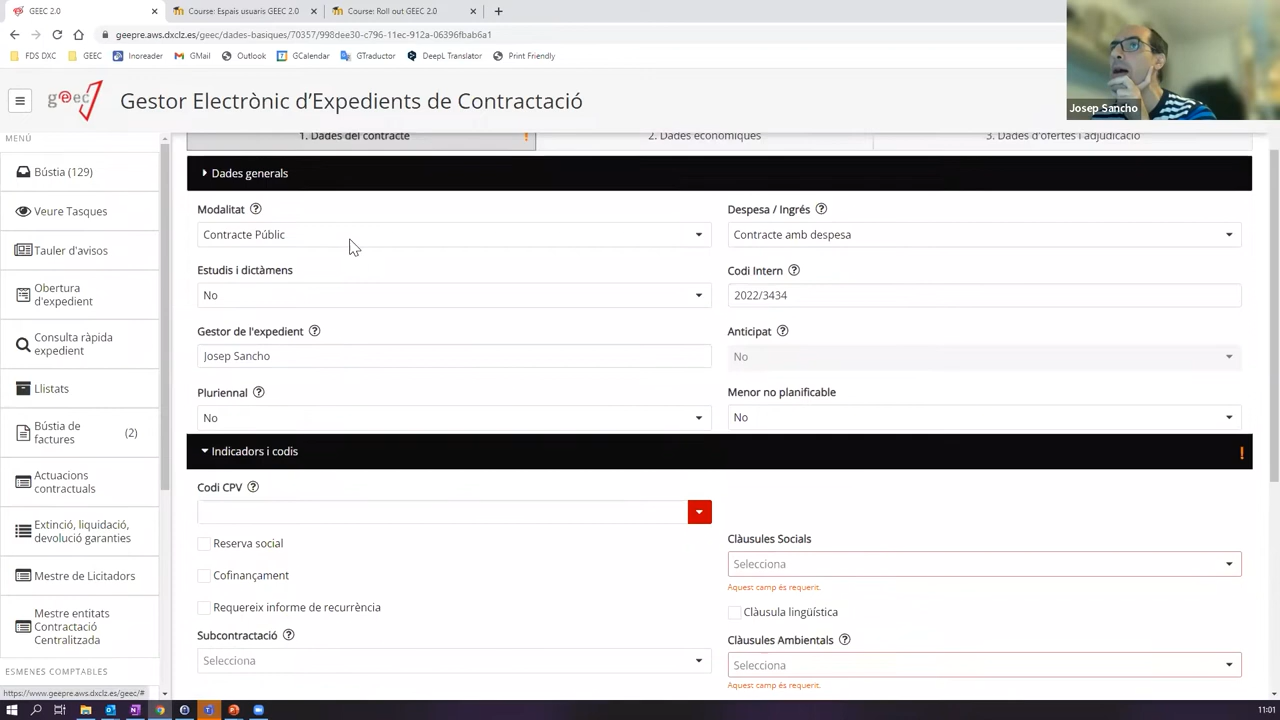 GEEC 2.0
Course: Espais usuaris GEEC 2.0
Course: Roll out GEEC 2.0
geepre.aws.dxclz.es/geec/dades-basiques/70357/998dee30-c796-11ec-912a-06396fbab6a1
FDS DXC
GEEC
Inoreader
GMail
Outlook
GCalendar
GTraductor
DeepL Translator
Print Friendly
Josep Sancho
geec
Gestor Electrònic d'Expedients de Contractació
MENÚ
1. Dades del contracte
!
2. Dades econòmiques
3. Dades d'ofertes i adjudicació
Bústia (129)
Veure Tasques
Tauler d'avisos
Obertura
d'expedient
Consulta ràpida
expedient
Llistats
Bústia de
factures
(2)
Actuacions
contractuals
Extinció, liquidació,
devolució garanties
Mestre de Licitadors
Mestre entitats
Contractació
Centralitzada
ESMENES COMPTABLES
Dades generals
Modalitat
Contracte Públic
Despesa / Ingrés
Contracte amb despesa
Estudis i dictàmens
No
Codi Intern
2022/3434
Gestor de l'expedient
Josep Sancho
Anticipat
No
Pluriennal
No
Menor no planificable
No
Indicadors i codis
!
Codi CPV
Reserva social
Cofinançament
Requereix informe de recurrència
Subcontractació
Selecciona
Clàusules Socials
Selecciona
Aquest camp és requerit.
Clàusula lingüística
Clàusules Ambientals
Selecciona
Aquest camp és requerit.
https://www.geepre.aws.dxclz.es/geec/#
11:01